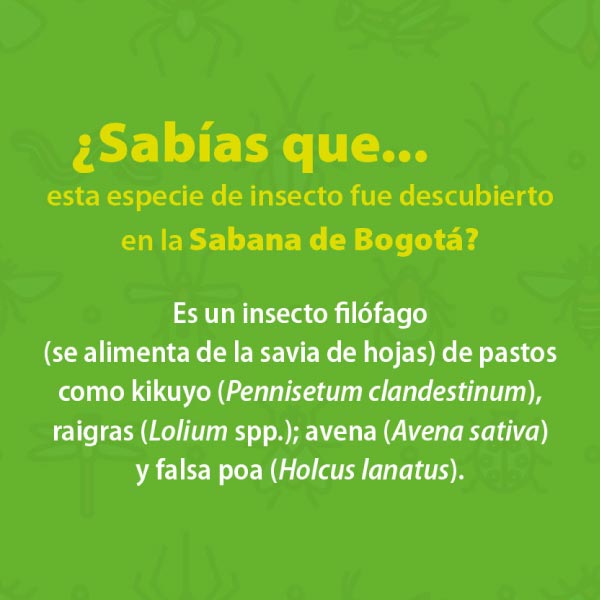 ¿Sabías que...
esta especie de insecto fue descubierto
en la Sabana de Bogotá?
Es un insecto filófago
(se alimenta de la savia de hojas) de pastos
como kikuyo (Pennisetum clandestinum),
raigras (Lolium spp.); avena (Avena sativa)
y falsa poa (Holcus lanatus).